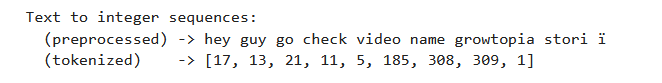 Text to integer sequences:
(preprocessed) -> hey guy go check video name growtopia stori ï
(tokenized) -> [17, 13, 21, 11, 5, 185, 308, 309, 1]